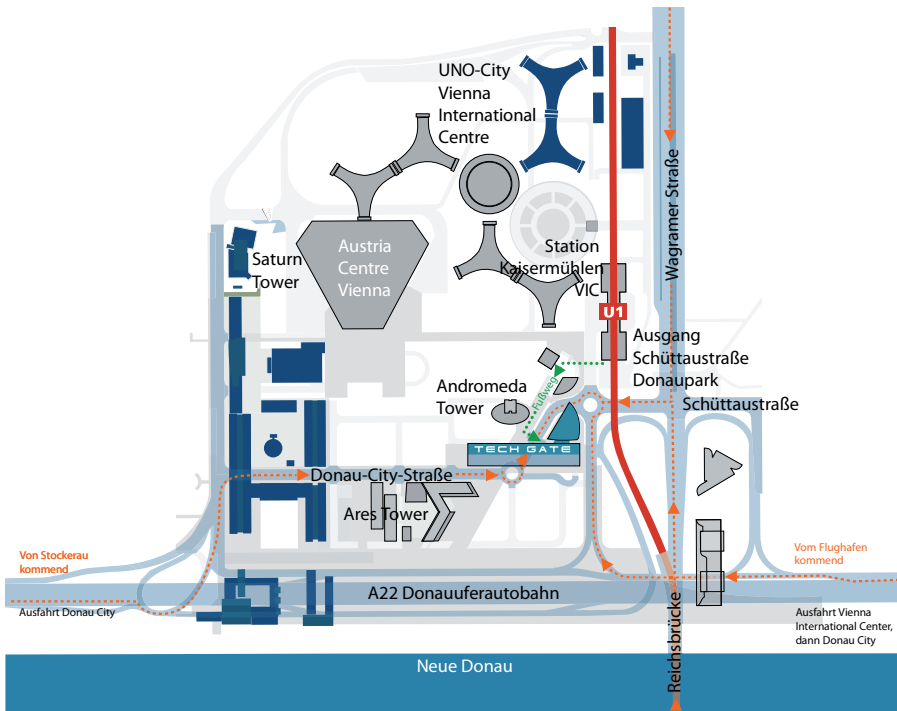 UNO-City
Vienna
International
Centre
Wagramer Straße
Saturn
Tower
Austria
Centre
Vienna
Station
Kaisermühlen
VIC
U1
Ausgang
Schüttaustraße
Donaupark
Schüttaustraße
Andromeda
Tower
Fußweg
TECH GATE
Donau-City-Straße
Ares Tower
Von Stockerau
kommend
Vom Flughafen
kommend
A22 Donauuferautobahn
Ausfahrt Donau City
Ausfahrt Vienna
International Center,
dann Donau City
Reichsbrücke
Neue Donau